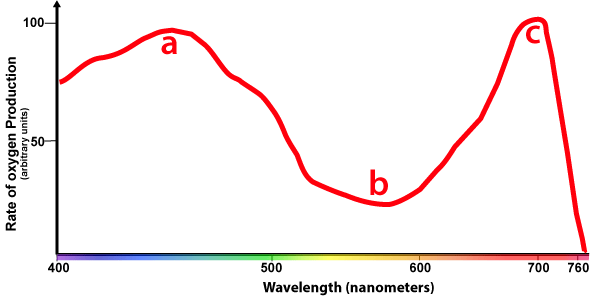 100
a
c
50
b
Rate of oxygen Production
(arbitrary units)
400 500 600 700 760
Wavelength (nanometers)